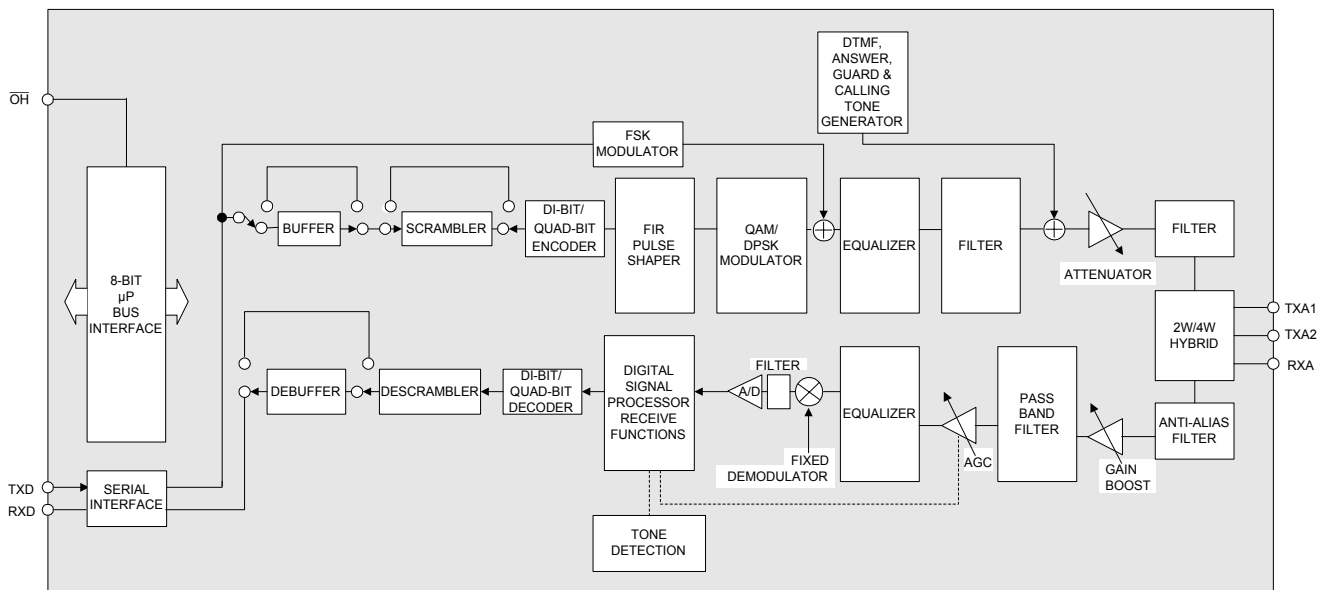 DTMF,
ANSWER,
GUARD &
CALLING
TONE
GENERATOR
OH
FSK
MODULATOR
BUFFER
SCRAMBLER
DI-BIT/
QUAD-BIT
ENCODER
FIR
PULSE
SHAPER
QAM/
DPSK
MODULATOR
EQUALIZER
FILTER
ATTENUATOR
FILTER
8-BIT
µP
BUS
INTERFACE
2W/4W
HYBRID
TXA1
TXA2
RXA
DEBUFFER
DESCRAMBLER
DI-BIT/
QUAD-BIT
DECODER
DIGITAL
SIGNAL
PROCESSOR
RECEIVE
FUNCTIONS
A/D
FILTER
FIXED
DEMODULATOR
EQUALIZER
AGC
PASS
BAND
FILTER
GAIN
BOOST
ANTI-ALIAS
FILTER
TXD
RXD
SERIAL
INTERFACE
TONE
DETECTION